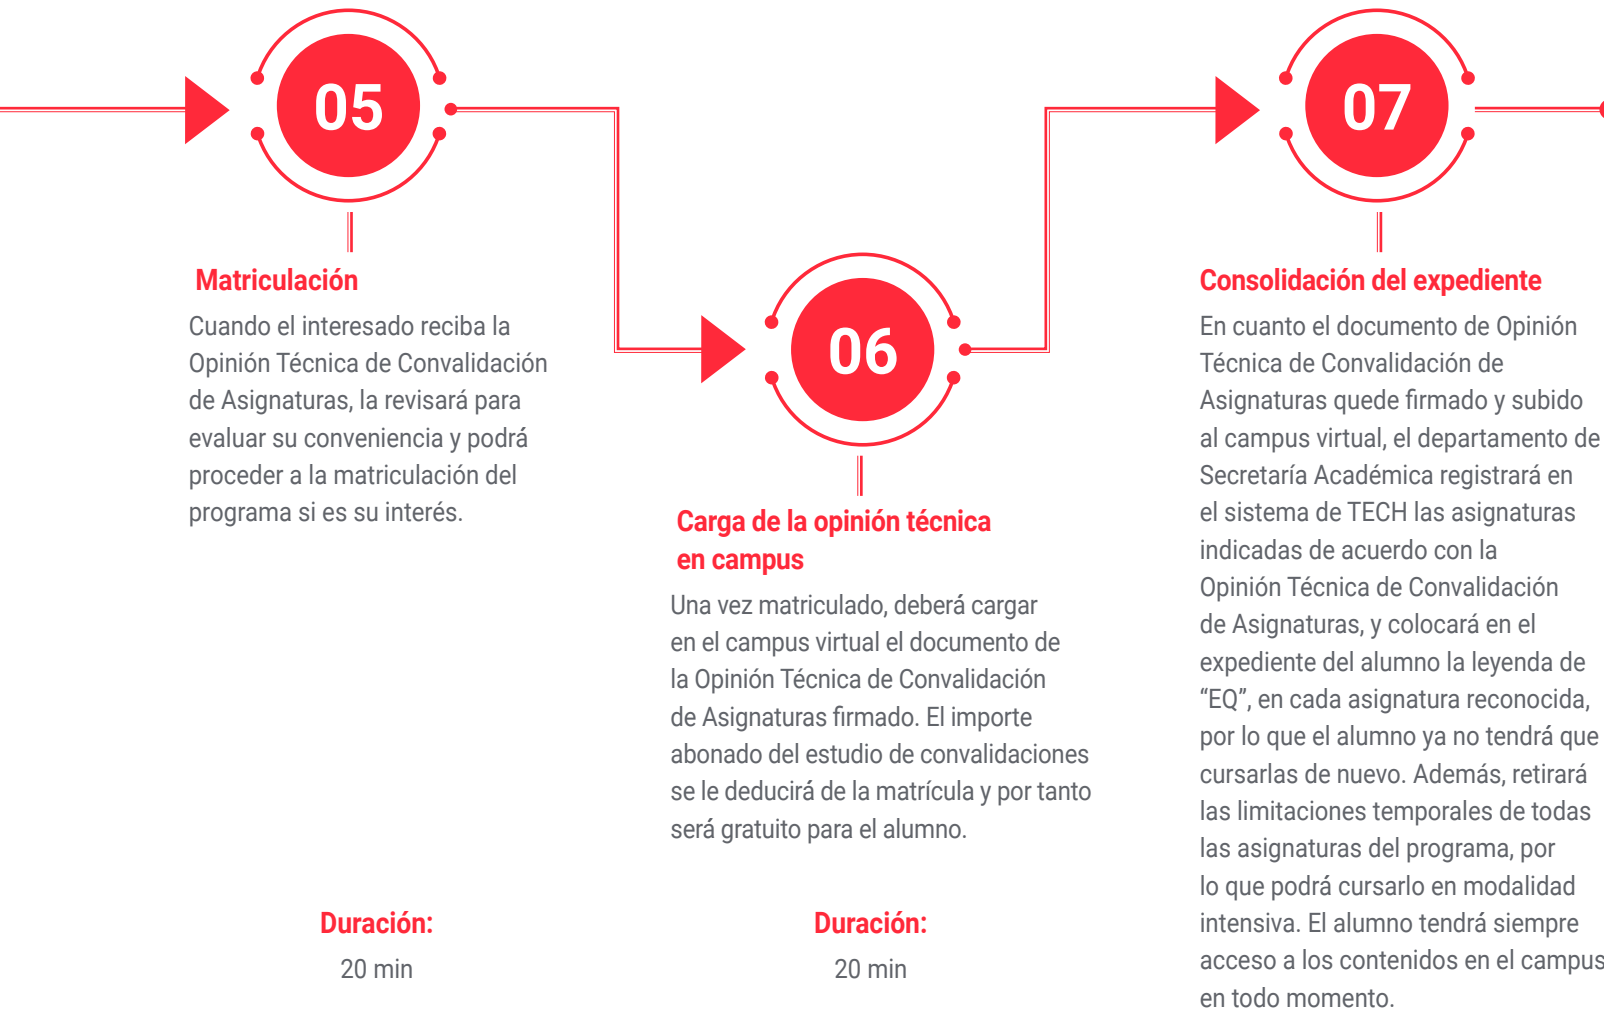 05
Matriculación
Cuando el interesado reciba la
Opinión Técnica de Convalidación
de Asignaturas, la revisará para
evaluar su conveniencia y podrá
proceder a la matriculación del
programa si es su interés.
Duración:
20 min
06
Carga de la opinión técnica
en campus
Una vez matriculado, deberá cargar
en el campus virtual el documento de
la Opinión Técnica de Convalidación
de Asignaturas firmado. El importe
abonado del estudio de convalidaciones
se le deducirá de la matrícula y por tanto
será gratuito para el alumno.
Duración:
20 min
07
Consolidación del expediente
En cuanto el documento de Opinión
Técnica de Convalidación de
Asignaturas quede firmado y subido
al campus virtual, el departamento de
Secretaría Académica registrará en
el sistema de TECH las asignaturas
indicadas de acuerdo con la
Opinión Técnica de Convalidación
de Asignaturas, y colocará en el
expediente del alumno la leyenda de
“EQ”, en cada asignatura reconocida,
por lo que el alumno ya no tendrá que
cursarlas de nuevo. Además, retirará
las limitaciones temporales de todas
las asignaturas del programa, por
lo que podrá cursarlo en modalidad
intensiva. El alumno tendrá siempre
acceso a los contenidos en el campus
en todo momento.